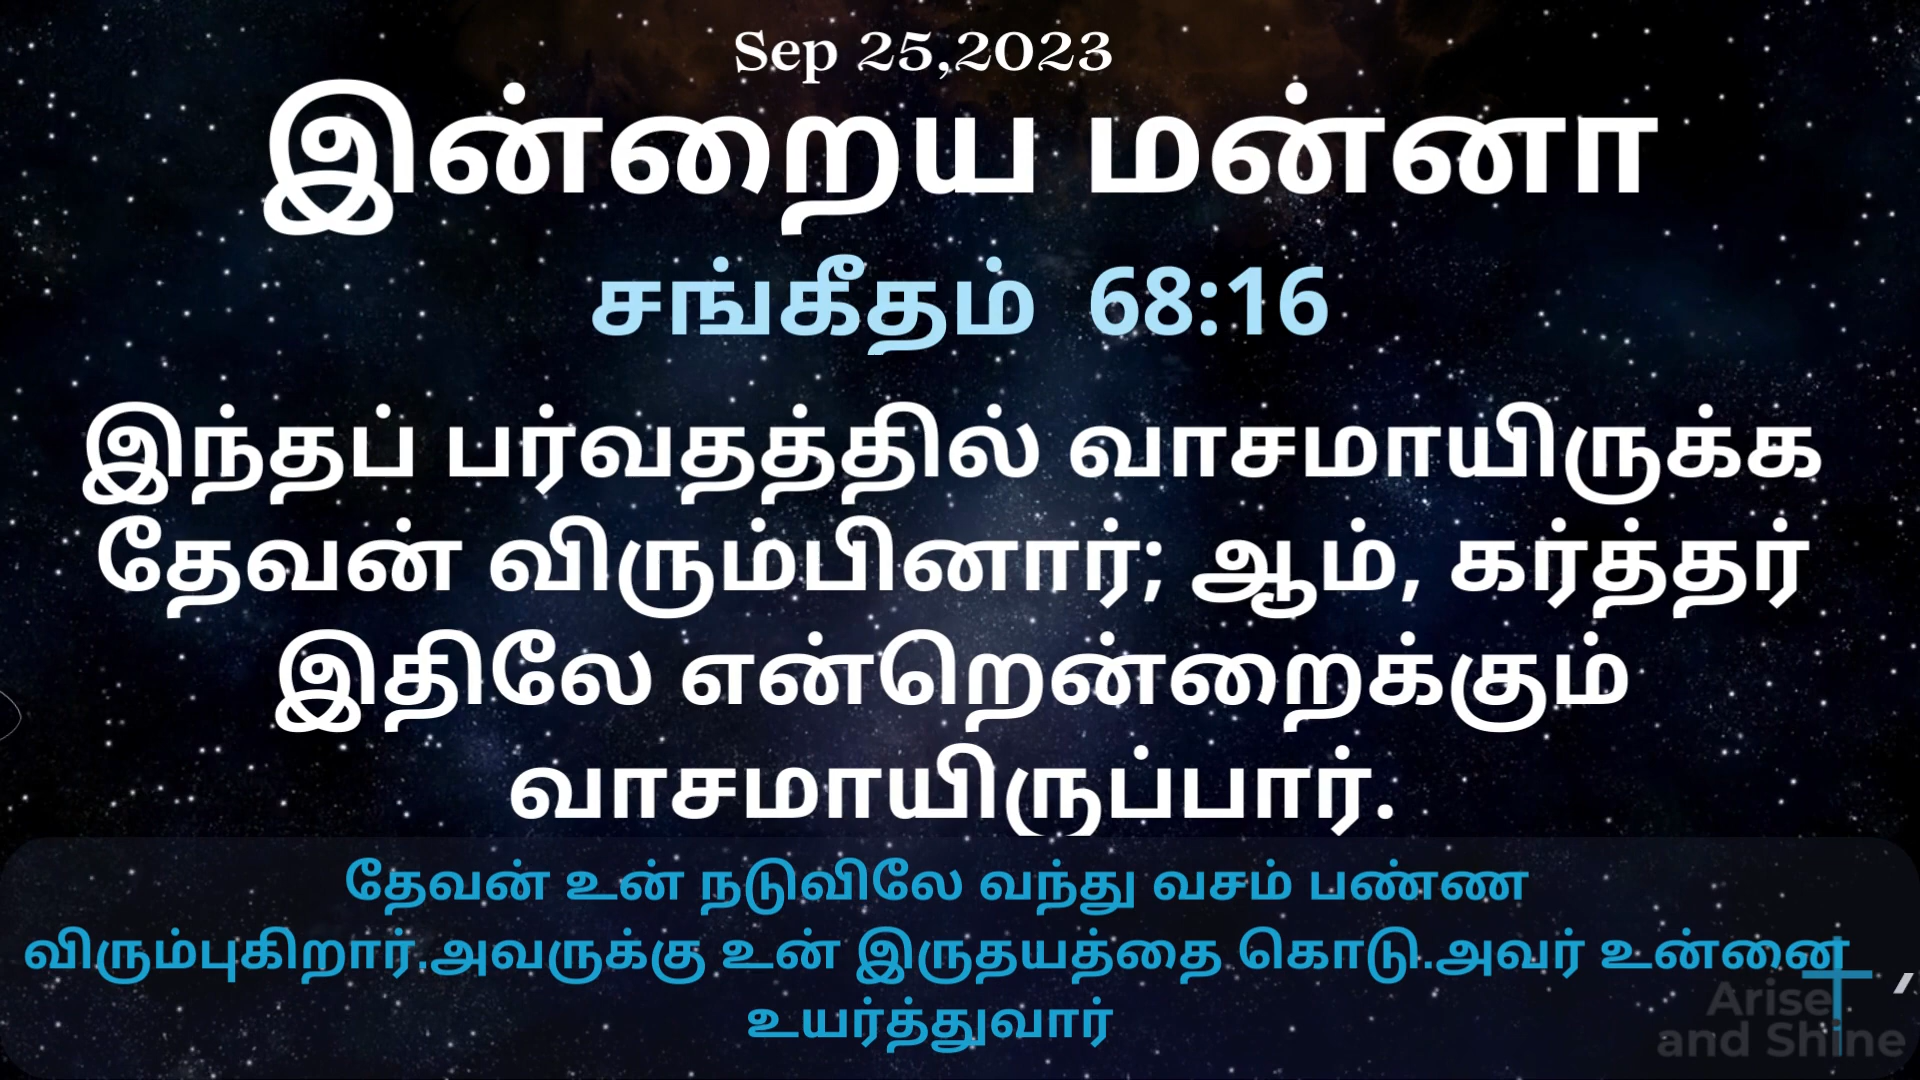 Sep 25,2023
இன்றைய மன்னா
சங்கீதம் 68:16
இந்தப் பர்வதத்தில் வாசமாயிருக்க
தேவன் விரும்பினார்; ஆம், கர்த்தர்
இதிலே என்றென்றைக்கும்
வாசமாயிருப்பார்.
தேவன் உன் நடுவிலே வந்து வசம் பண்ண
விரும்புகிறார்.அவருக்கு உன் இருதயத்தை கொடு.அவர் உன்னை
உயர்த்துவார்
Arise
and Shine